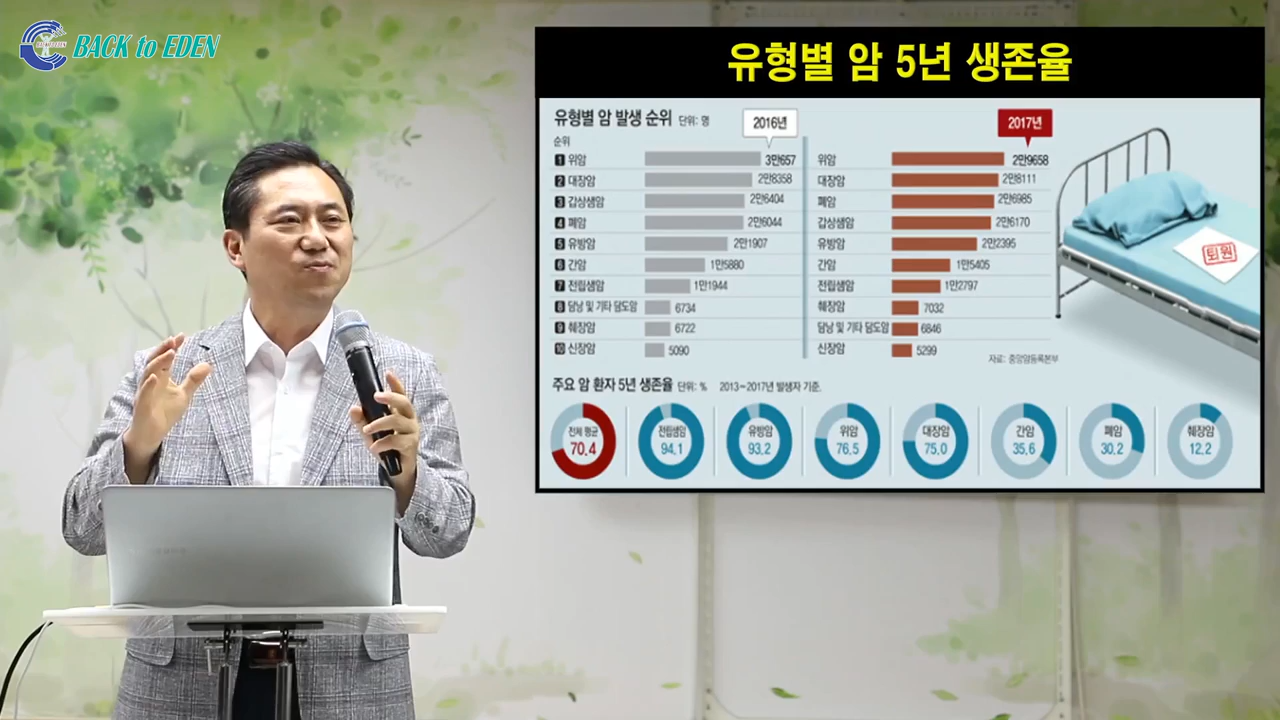 BACK to EDEN
유형별 암 5년 생존율
유형별 암 발생 순위 단위: 명
2016년
2017년
순위
1 위암 3만657 위암 2만9658
2 대장암 2만8358 대장암 2만8111
3 갑상샘암 2만6404 폐암 2만6985
4 폐암 2만6044 갑상샘암 2만6170
5 유방암 2만1907 유방암 2만2395
6 간암 1만5880 간암 1만5405
7 전립샘암 1만1944 전립샘암 1만2797
8 담낭 및 기타 담도암 6734 췌장암 7032
9 췌장암 6722 담낭 및 기타 담도암 6846
10 신장암 5090 신장암 5299
자료: 중앙암등록본부
퇴원
주요 암 환자 5년 생존율 단위: % 2013~2017년 발생자 기준.
전체 평균 70.4
전립샘암 94.1
유방암 93.2
위암 76.5
대장암 75.0
간암 35.6
폐암 30.2
췌장암 12.2